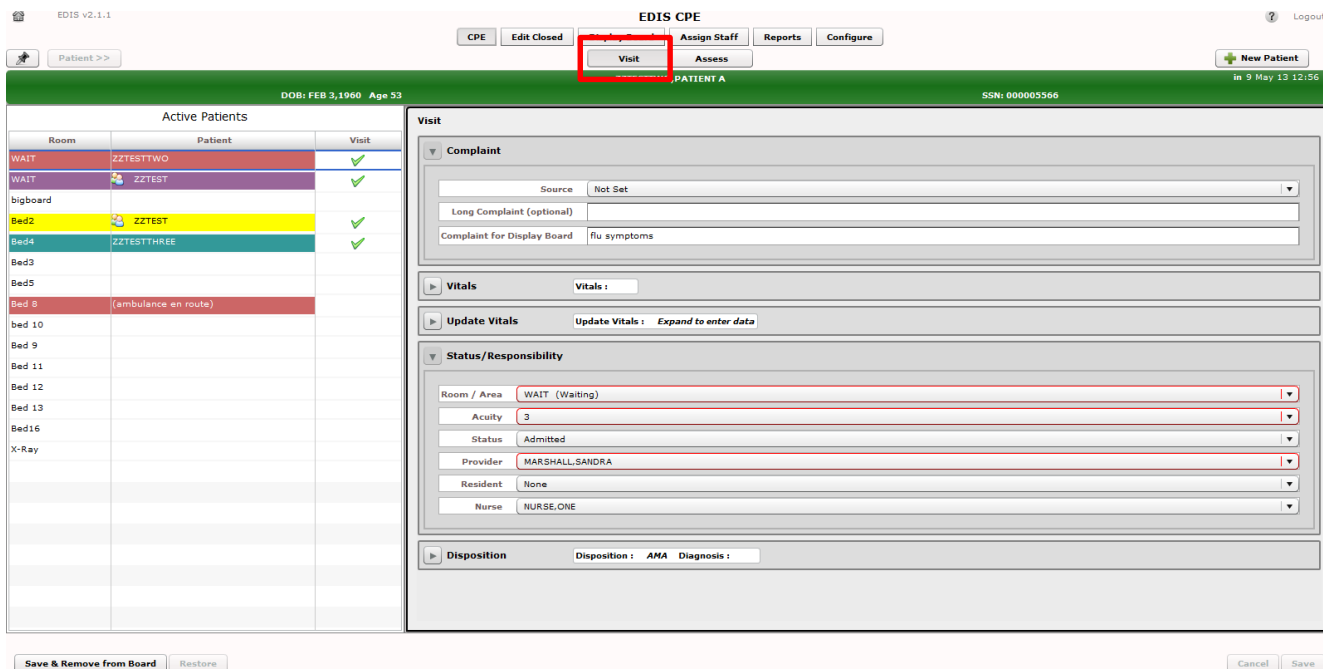 EDIS v2.1.1
EDIS CPE
? Logout
CPE Edit Closed Display Board Assign Staff Reports Configure
Patient >> Visit Assess New Patient
,PATIENT A in 9 May 13 12:56
DOB: FEB 3,1960 Age 53 SSN: 000005566
Active Patients
Room Patient Visit
WAIT ZZTESTTWO
WAIT ZZTEST
bigboard
Bed2 ZZTEST
Bed4 ZZTESTTHREE
Bed3
Bed5
Bed 8 (ambulance en route)
bed 10
Bed 9
Bed 11
Bed 12
Bed 13
Bed16
X-Ray
Visit
Complaint
Source Not Set
Long Complaint (optional)
Complaint for Display Board flu symptoms
Vitals Vitals :
Update Vitals Update Vitals : Expand to enter data
Status/Responsibility
Room / Area WAIT (Waiting)
Acuity 3
Status Admitted
Provider MARSHALL,SANDRA
Resident None
Nurse NURSE,ONE
Disposition Disposition : AMA Diagnosis :
Save & Remove from Board Restore Cancel Save